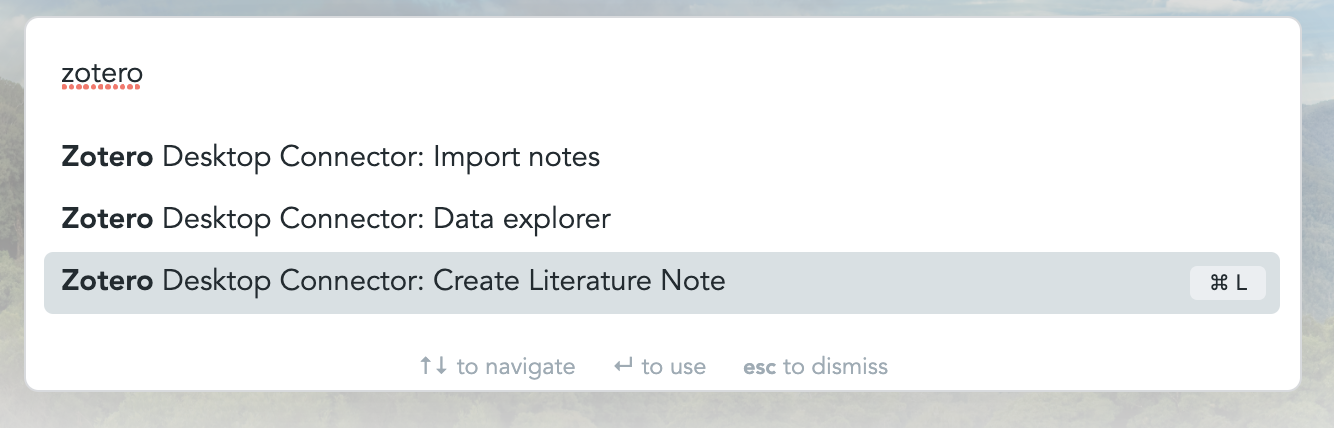 zotero
Zotero Desktop Connector: Import notes
Zotero Desktop Connector: Data explorer
Zotero Desktop Connector: Create Literature Note ⌘ L
↑↓ to navigate ↵ to use esc to dismiss